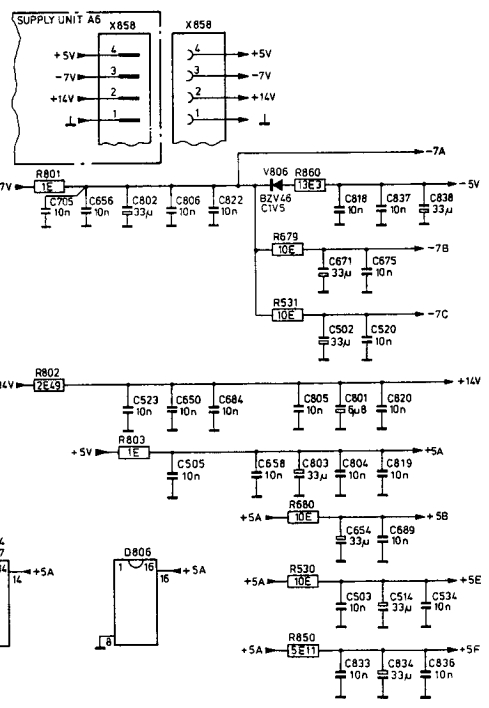 SUPPLY UNIT A6
X858 X858
+5V 4 4 +5V
-7V 3 3 -7V
+14V 2 2 +14V
1 1
-7A
7V R801 1E V806 BZV46 C1V5 R860 13E3 -5V
C705 10n C656 10n C802 33µ C806 10n C822 10n C818 10n C837 10n C838 33µ
R679 10E -7B
C671 33µ C675 10n
R531 10E -7C
C502 33µ C520 10n
14V R802 2E49 +14V
C523 10n C650 10n C684 10n C805 10n C801 6µ8 C820 10n
+5V R803 1E +5A
C505 10n C658 10n C803 33µ C804 10n C819 10n
+5A R680 10E +5B
C654 33µ C689 10n
4
7
14 14 +5A
D806
1 16 16 +5A
8
+5A R530 10E +5E
C503 10n C514 33µ C534 10n
+5A R850 5E11 +5F
C833 10n C834 33µ C836 10n